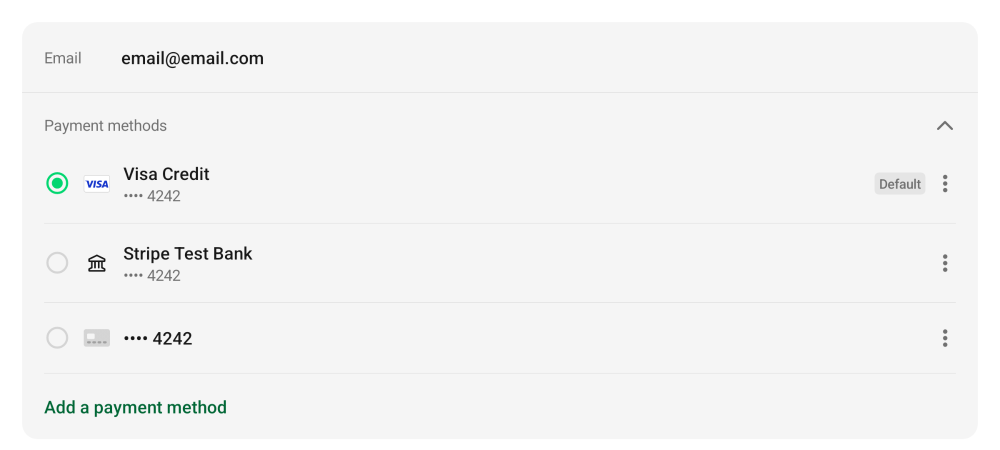 Email email@email.com
Payment methods
VISA Visa Credit
•••• 4242
Default
Stripe Test Bank
•••• 4242
•••• 4242
Add a payment method